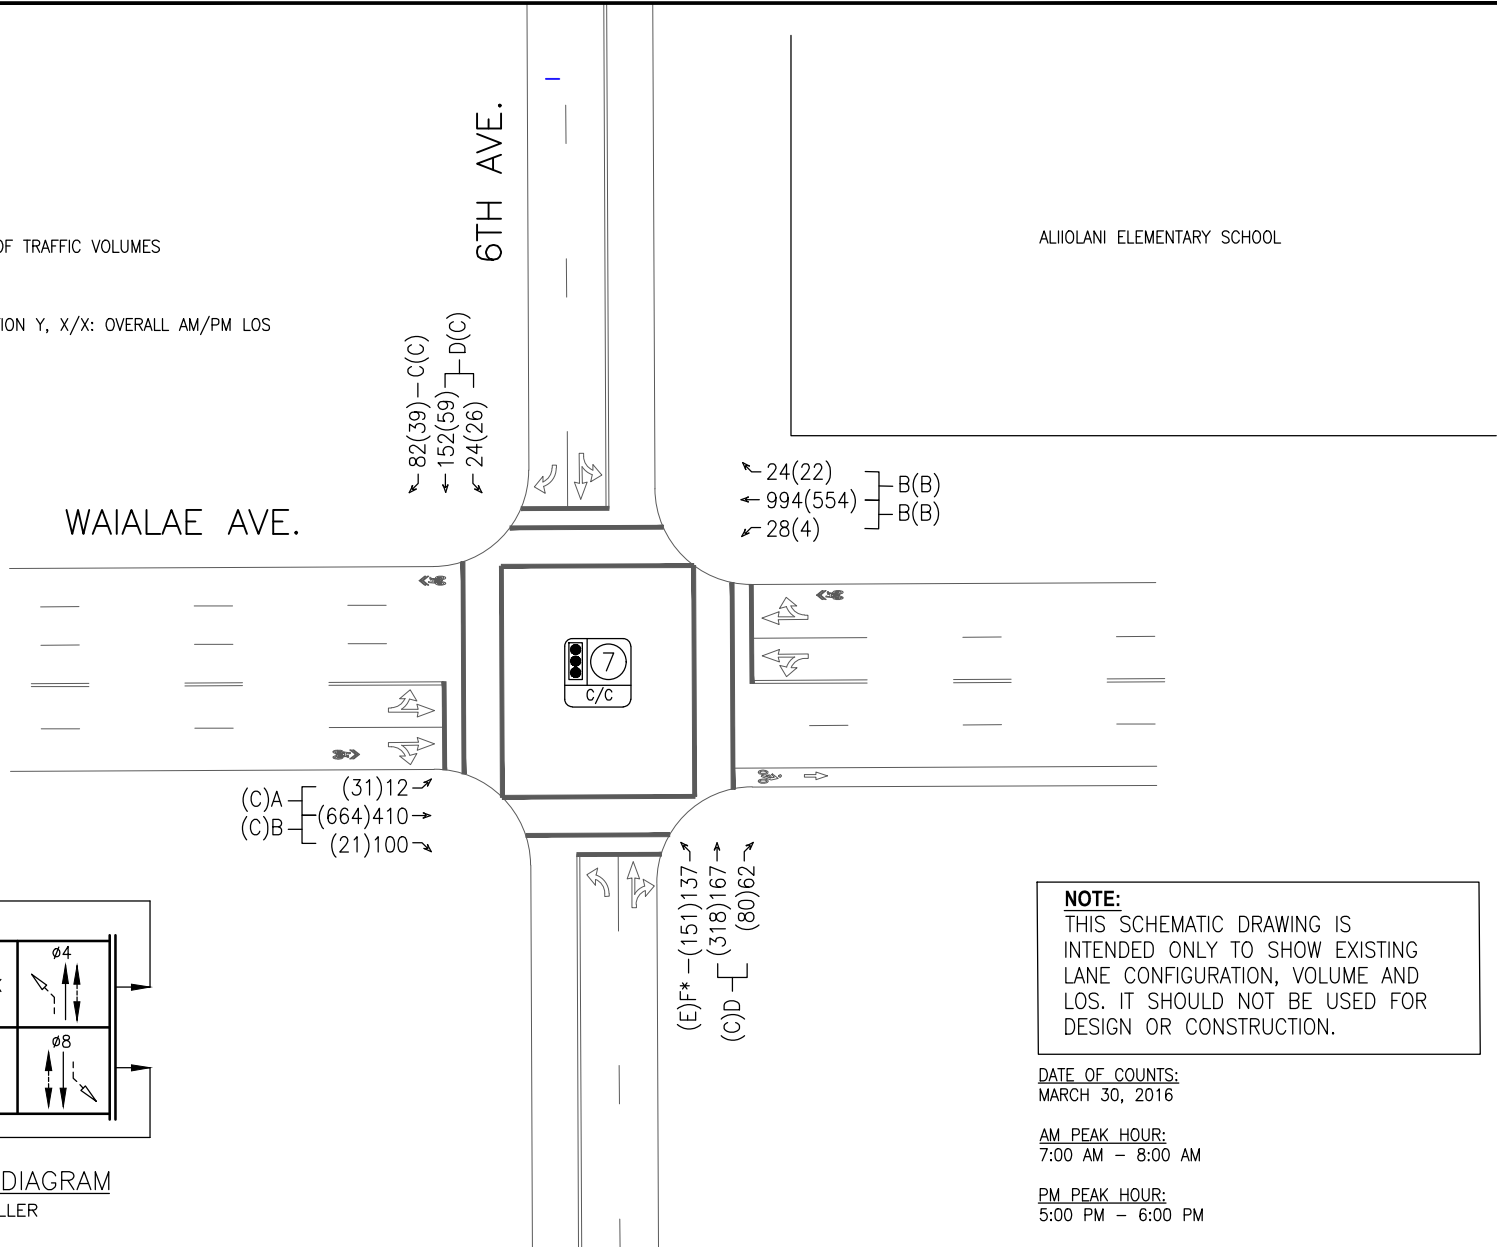 6TH AVE.
OF TRAFFIC VOLUMES
ALIIOLANI ELEMENTARY SCHOOL
ION Y, X/X: OVERALL AM/PM LOS
82(39) C(C)
152(59) D(C)
24(26)
24(22) B(B)
994(554)
28(4) B(B)
WAIALAE AVE.
7
C/C
(31)12
(C)A
(664)410
(C)B
(21)100
(E)F* (151)137
(318)167
(C)D
(80)62
NOTE:
THIS SCHEMATIC DRAWING IS
INTENDED ONLY TO SHOW EXISTING
LANE CONFIGURATION, VOLUME AND
LOS. IT SHOULD NOT BE USED FOR
DESIGN OR CONSTRUCTION.
ø4
ø8
DIAGRAM
LLER
DATE OF COUNTS:
MARCH 30, 2016
AM PEAK HOUR:
7:00 AM – 8:00 AM
PM PEAK HOUR:
5:00 PM – 6:00 PM